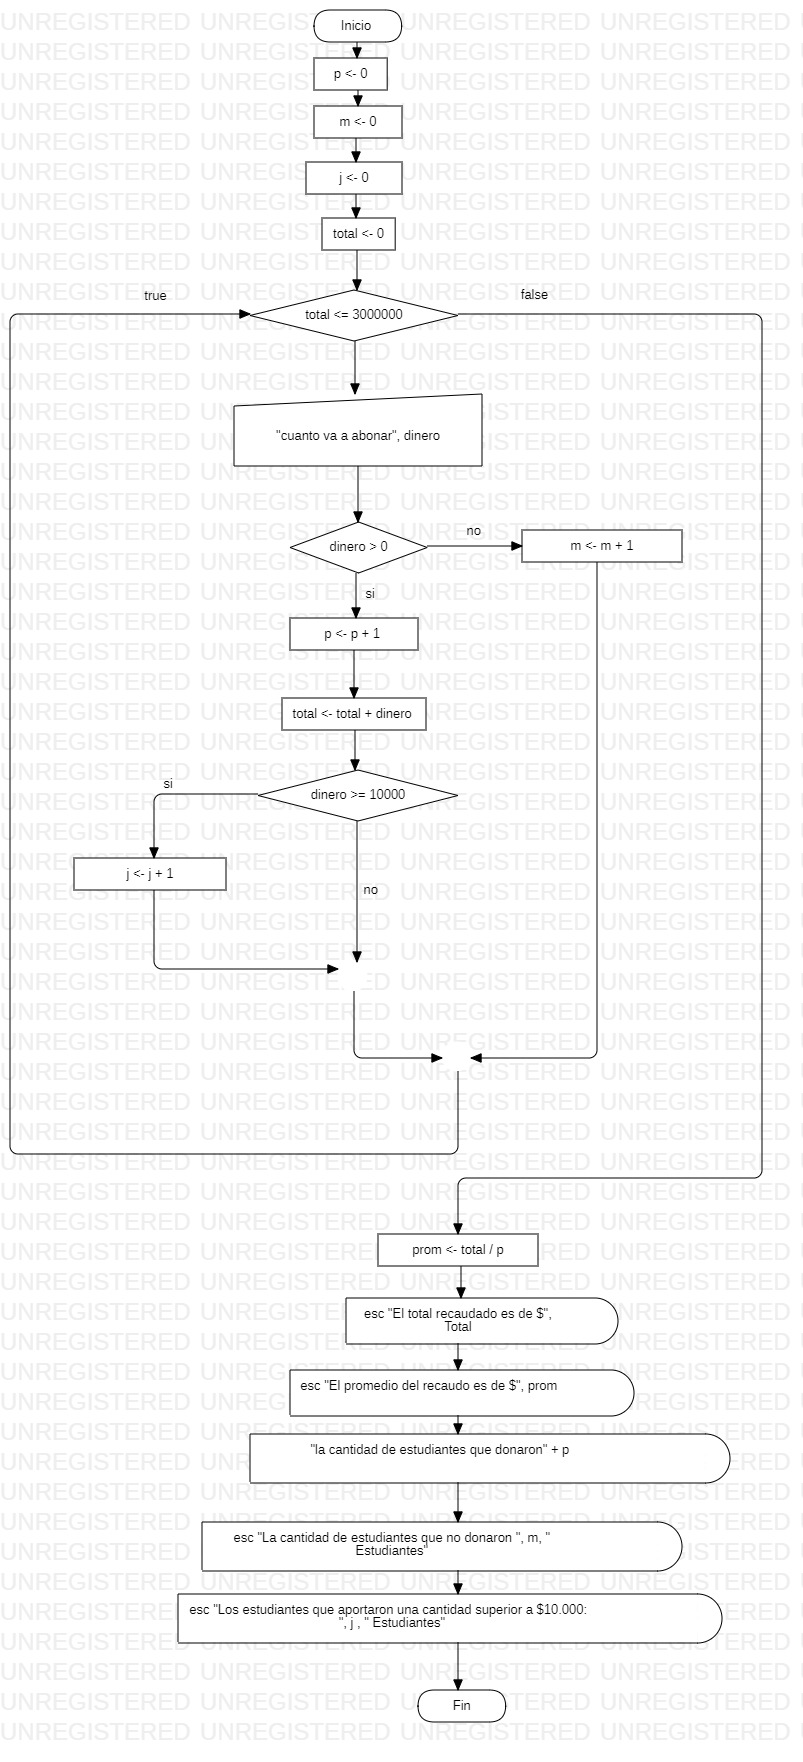 Inicio
p <- 0
m <- 0
j <- 0
total <- 0
true
false
total <= 3000000
"cuanto va a abonar", dinero
no
dinero > 0
m <- m + 1
si
p <- p + 1
total <- total + dinero
si
dinero >= 10000
j <- j + 1
no
prom <- total / p
esc "El total recaudado es de $",
Total
esc "El promedio del recaudo es de $", prom
"la cantidad de estudiantes que donaron" + p
esc "La cantidad de estudiantes que no donaron ", m, "
Estudiantes"
esc "Los estudiantes que aportaron una cantidad superior a $10.000:
", j , " Estudiantes"
Fin
UNREGISTERED